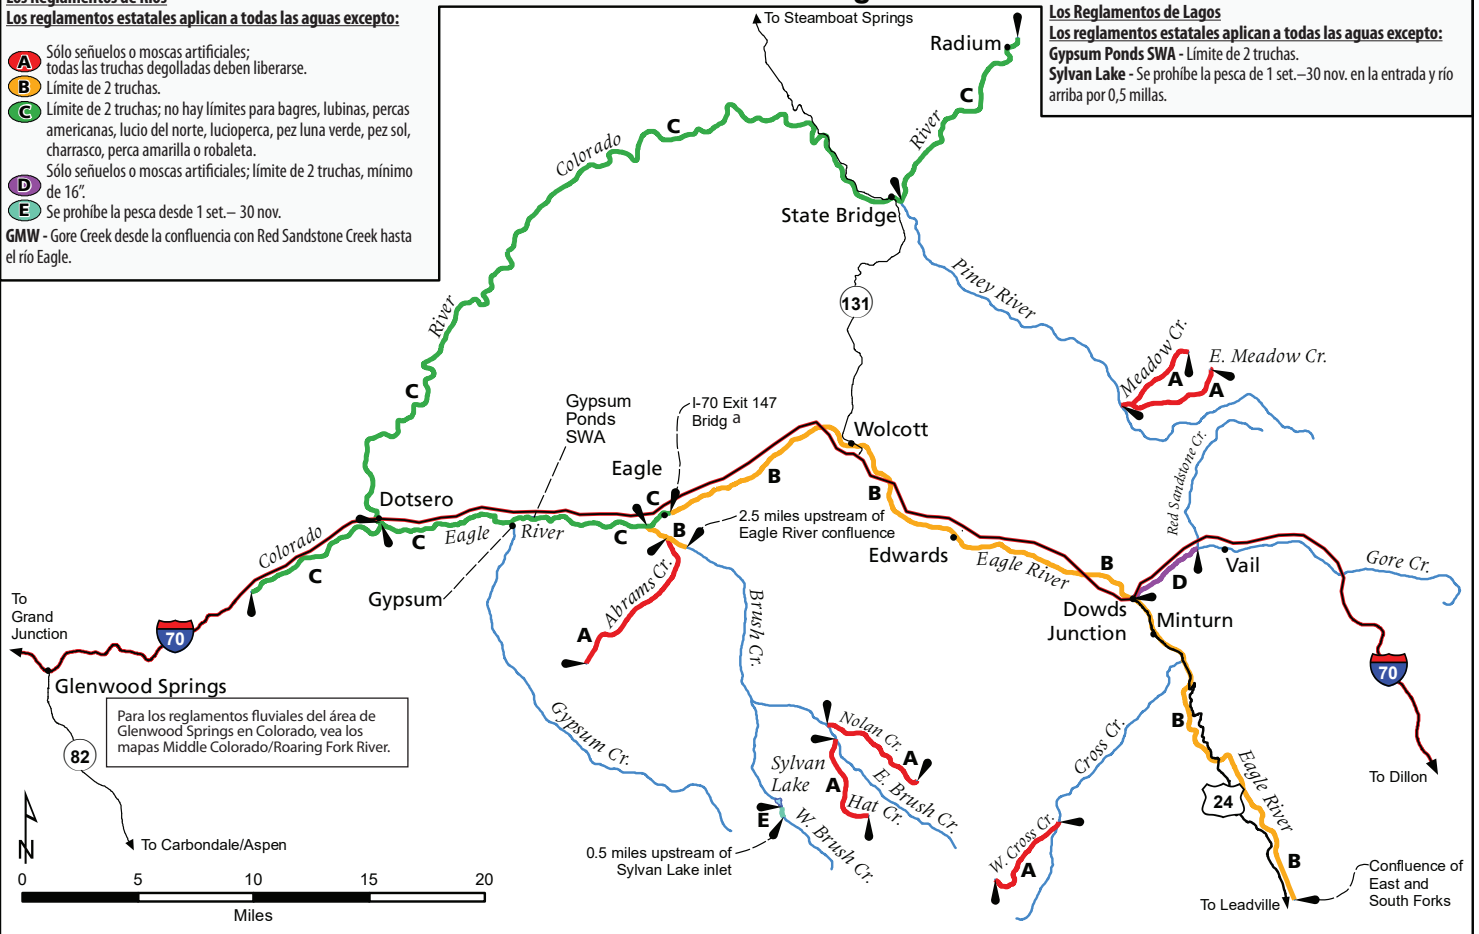 Los Reglamentos de Ríos
Los reglamentos estatales aplican a todas las aguas excepto:
A Sólo señuelos o moscas artificiales;
todas las truchas degolladas deben liberarse.
B Límite de 2 truchas.
C Límite de 2 truchas; no hay límites para bagres, lubinas, percas
americanas, lucio del norte, lucioperca, pez luna verde, pez sol,
charrasco, perca amarilla o robaleta.
D Sólo señuelos o moscas artificiales; límite de 2 truchas, mínimo
de 16”.
E Se prohíbe la pesca desde 1 set.– 30 nov.
GMW - Gore Creek desde la confluencia con Red Sandstone Creek hasta
el río Eagle.
Los Reglamentos de Lagos
Los reglamentos estatales aplican a todas las aguas excepto:
Gypsum Ponds SWA - Límite de 2 truchas.
Sylvan Lake - Se prohíbe la pesca de 1 set.–30 nov. en la entrada y río
arriba por 0,5 millas.
To Steamboat Springs
Radium
C
River
C
Colorado
State Bridge
Piney River
131
River
C
Meadow Cr.
E. Meadow Cr.
A
A
Gypsum
Ponds
SWA
I-70 Exit 147
Bridg a
Wolcott
Eagle
B
C
B
Red Sandstone Cr.
Dotsero
Colorado
C
C
Eagle
River
C
B
2.5 miles upstream of
Eagle River confluence
Edwards
Eagle River
B
D
Vail
Gore Cr.
Gypsum
Abrams Cr.
A
Brush Cr.
Dowds
Junction
Minturn
To
Grand
Junction
70
70
Glenwood Springs
Para los reglamentos fluviales del área de
Glenwood Springs en Colorado, vea los
mapas Middle Colorado/Roaring Fork River.
82
Gypsum Cr.
Nolan Cr.
A
Sylvan
Lake
A
Hat Cr.
E. Brush Cr.
E
W. Brush Cr.
Cross Cr.
B
Eagle River
24
To Dillon
To Carbondale/Aspen
0.5 miles upstream of
Sylvan Lake inlet
W. Cross Cr.
A
B
Confluence of
East and
South Forks
To Leadville
N
0 5 10 15 20
Miles